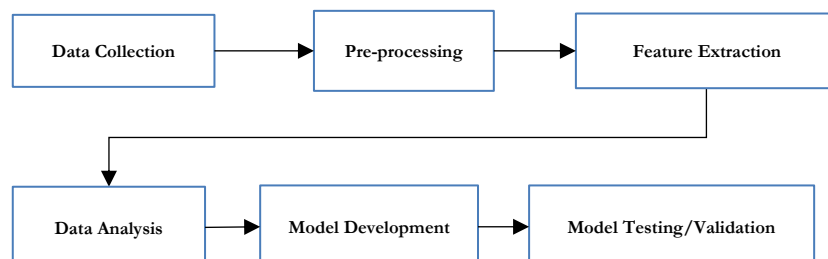 Data Collection
Pre-processing
Feature Extraction
Data Analysis
Model Development
Model Testing/Validation